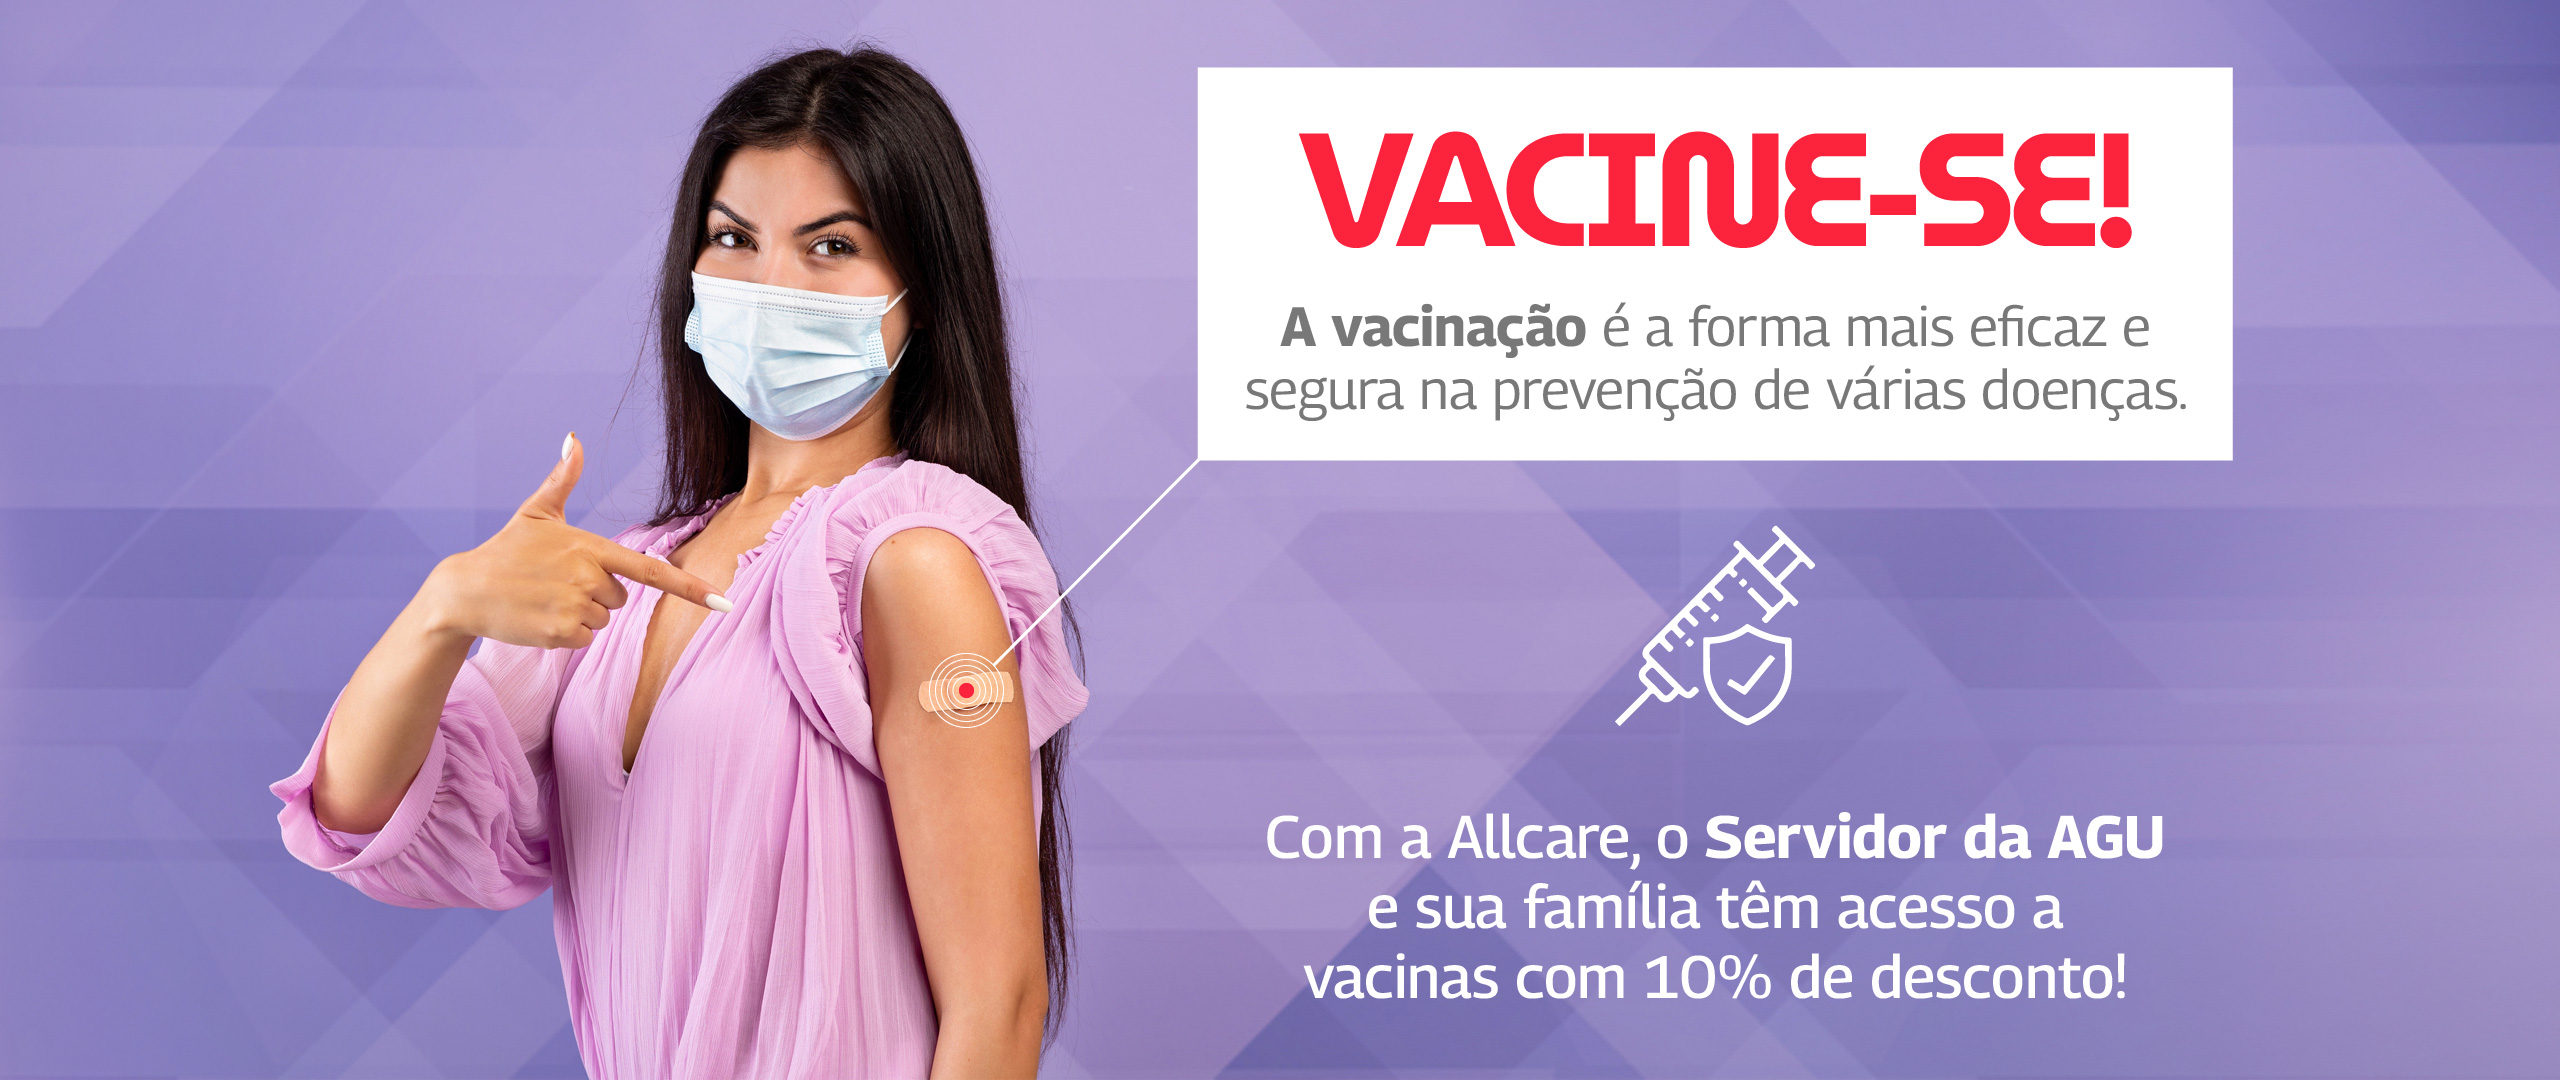 VACINE-SE!
A vacinação é a forma mais eficaz e
segura na prevenção de várias doenças.
Com a Allcare, o Servidor da AGU
e sua família têm acesso a
vacinas com 10% de desconto!